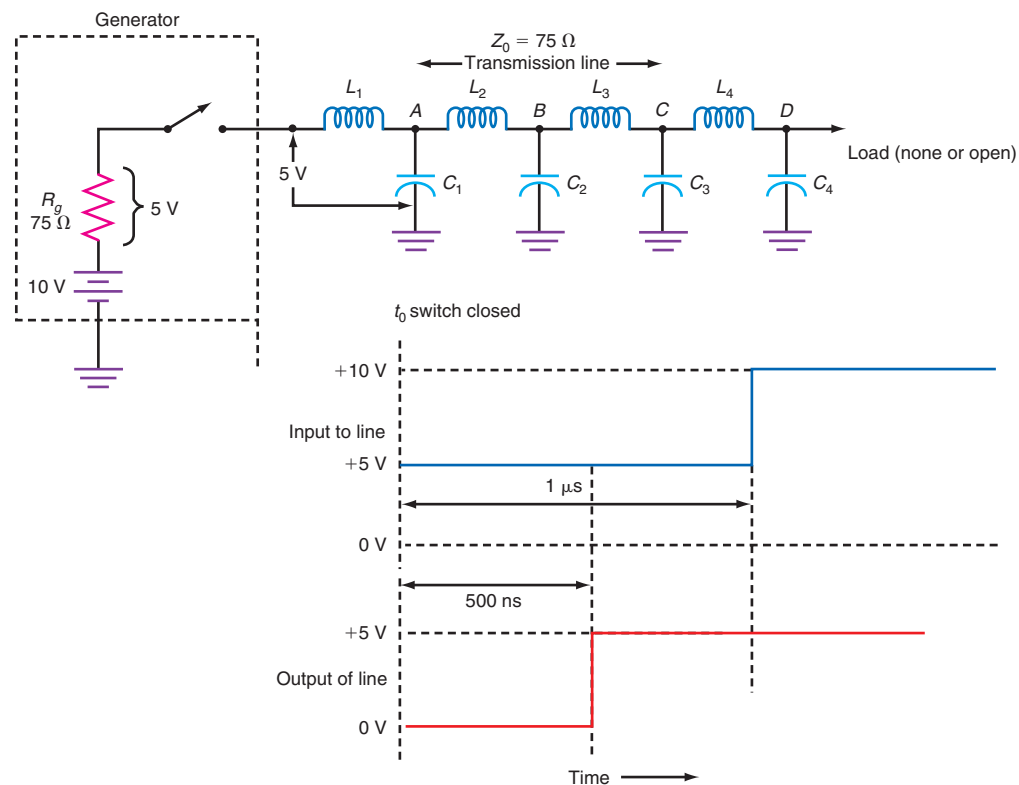 Generator
Z₀ = 75 Ω
Transmission line
L₁
A
L₂
B
L₃
C
L₄
D
Load (none or open)
5 V
C₁
C₂
C₃
C₄
R_g
75 Ω
5 V
10 V
t₀ switch closed
+10 V
Input to line
+5 V
1 μs
0 V
500 ns
+5 V
Output of line
0 V
Time